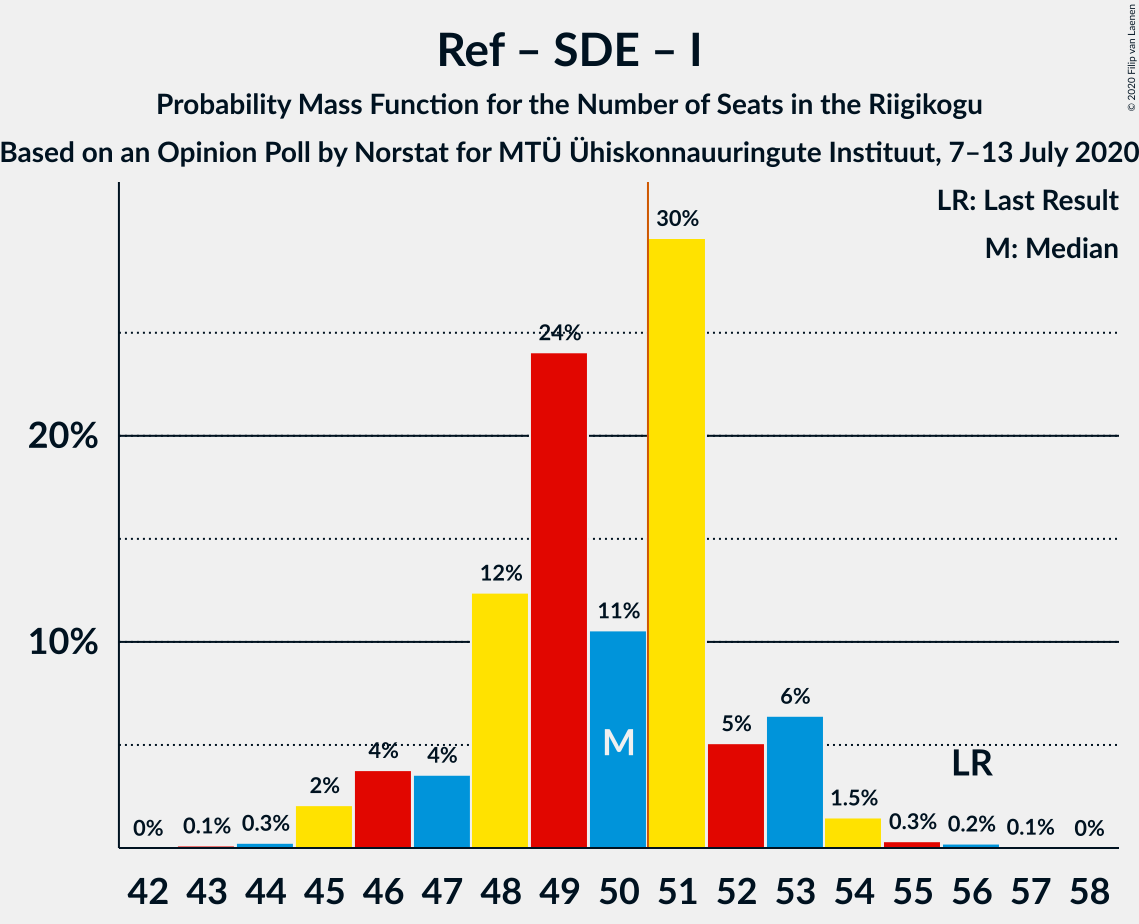 Ref – SDE – I
Probability Mass Function for the Number of Seats in the Riigikogu
Based on an Opinion Poll by Norstat for MTÜ Ühiskonnauuringute Instituut, 7–13 July 2020
© 2020 Filip van Laenen
LR: Last Result
M: Median
30%
24%
20%
12%
11%
10%
6%
5%
4%
4%
M
LR
2%
1.5%
0%
0.1%
0.3%
0.3%
0.2%
0.1%
0%
42 43 44 45 46 47 48 49 50 51 52 53 54 55 56 57 58